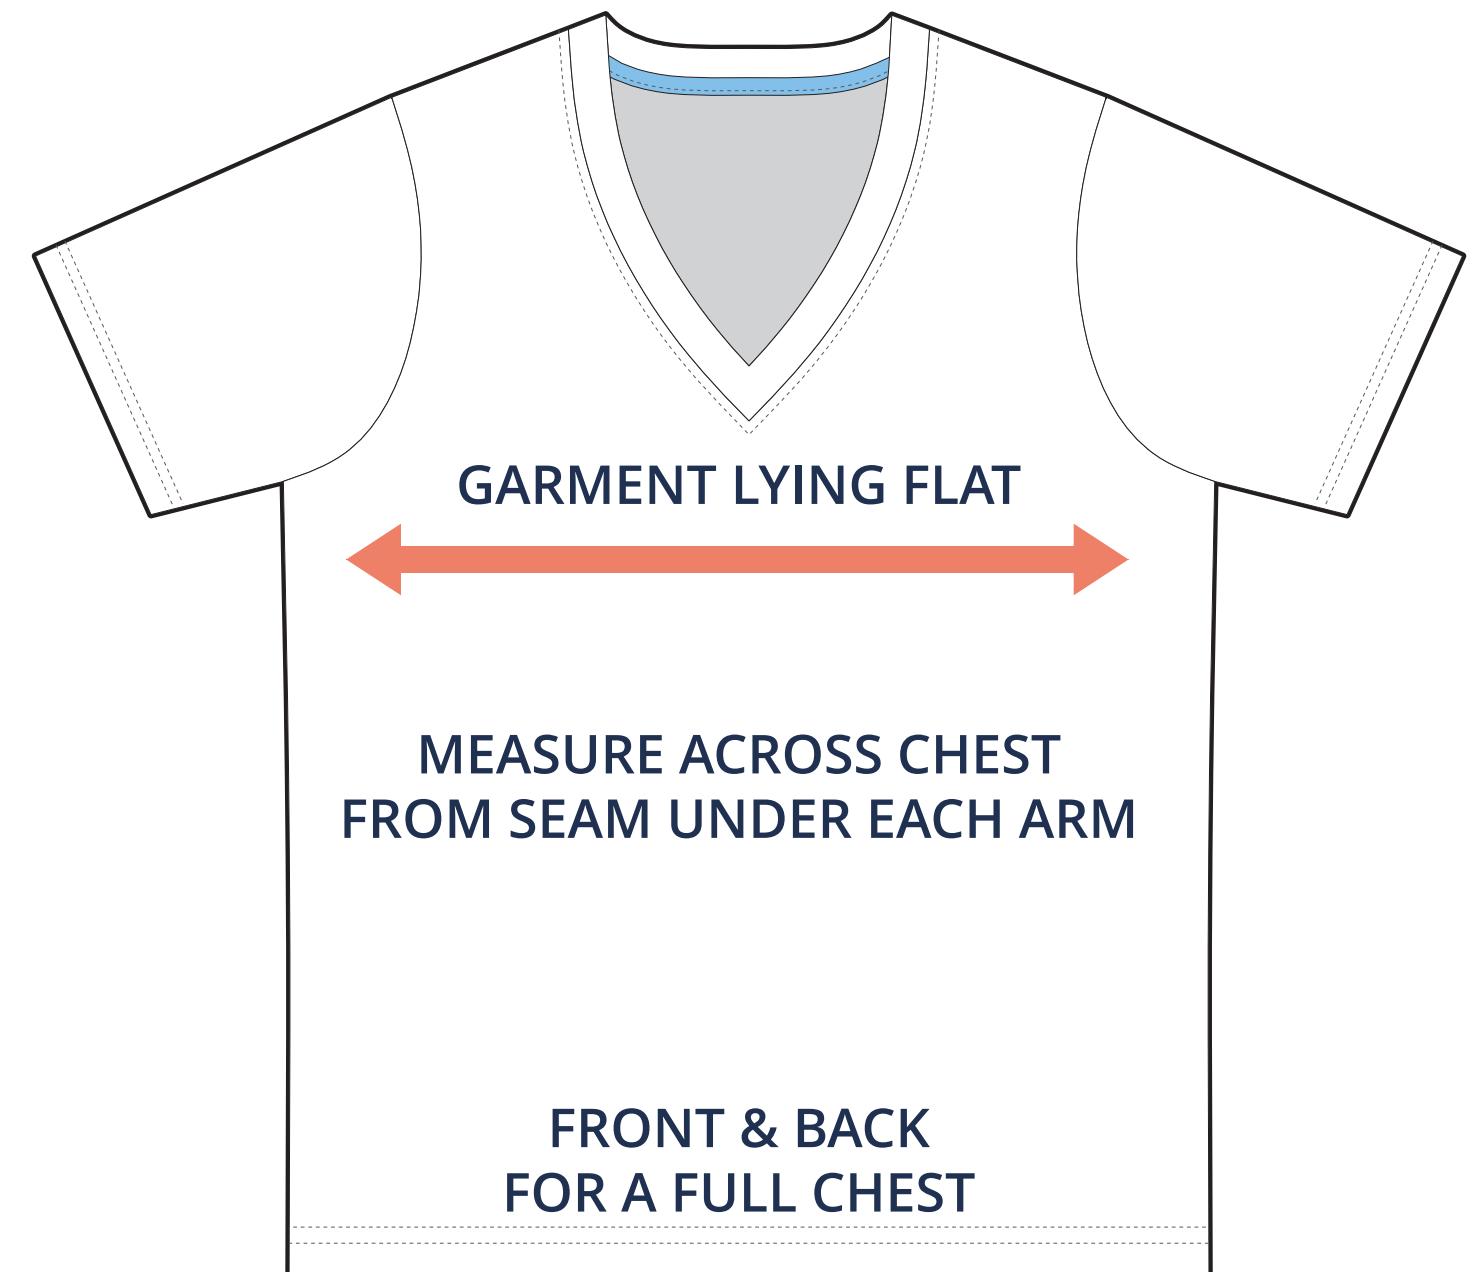 GARMENT LYING FLAT
MEASURE ACROSS CHEST
FROM SEAM UNDER EACH ARM
FRONT & BACK
FOR A FULL CHEST